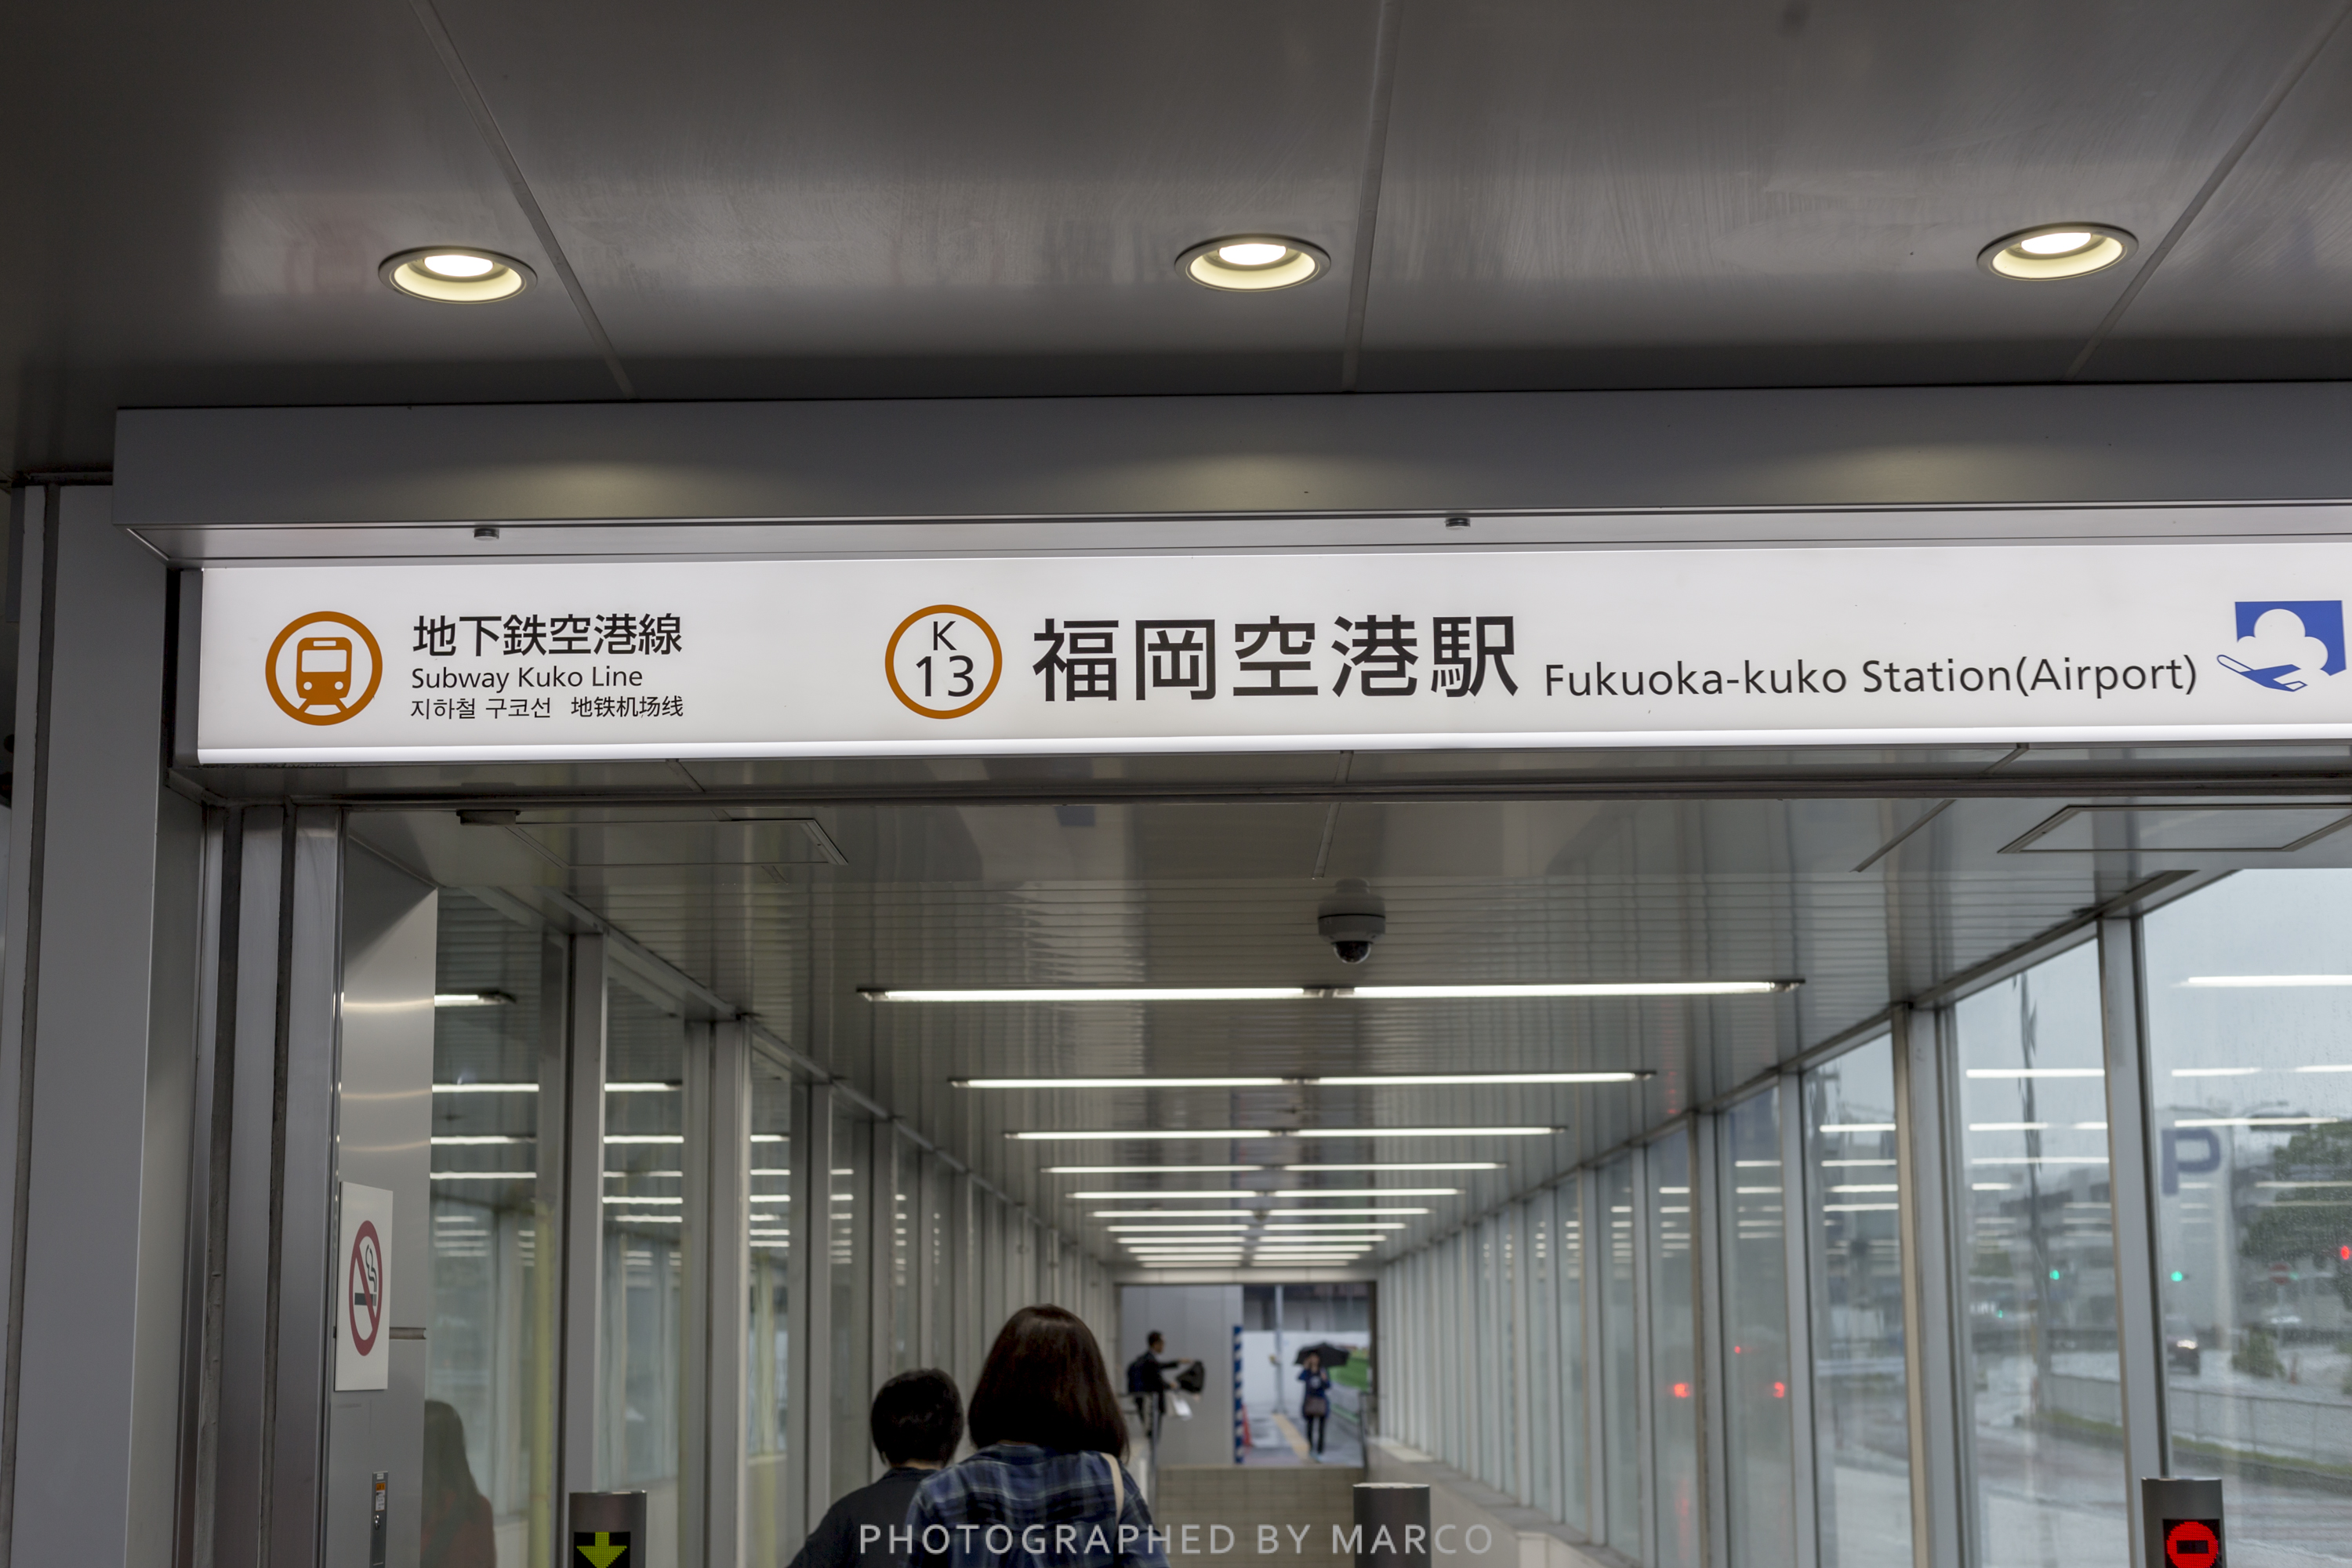 地下鉄空港線
Subway Kuko Line
지하철 구코선 地铁机场线
K
13
福岡空港駅 Fukuoka-kuko Station(Airport)
P
PHOTOGRAPHED BY MARCO